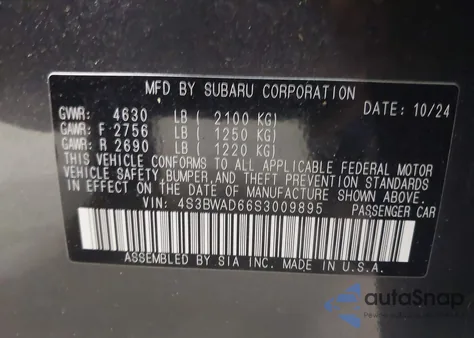 MFD BY SUBARU CORPORATION
DATE: 10/24
GVWR: 4630 LB ( 2100 KG)
GAWR: F 2756 LB ( 1250 KG)
GAWR: R 2690 LB ( 1220 KG)
THIS VEHICLE CONFORMS TO ALL APPLICABLE FEDERAL MOTOR
VEHICLE SAFETY, BUMPER, AND THEFT PREVENTION STANDARDS
IN EFFECT ON THE DATE OF MANUFACTURE SHOWN ABOVE.
VIN: 4S3BWAD66S3009895 PASSENGER CAR
ASSEMBLED BY SIA INC. MADE IN U.S.A.
autoSnap